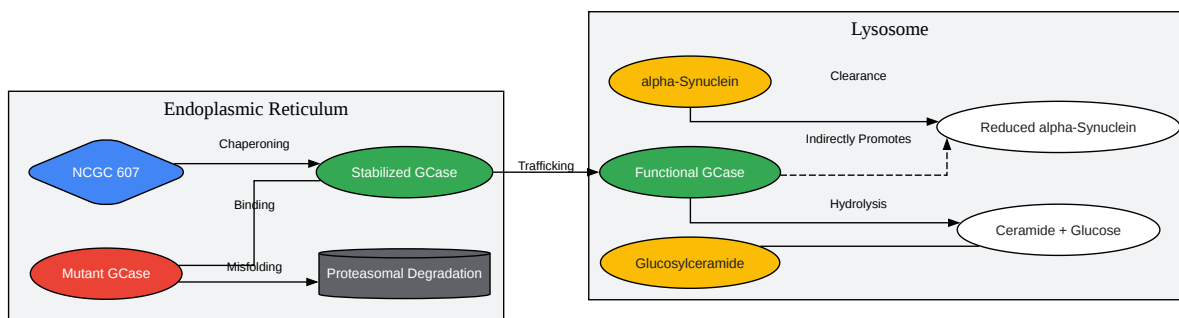 Lysosome
alpha-Synuclein
Clearance
Endoplasmic Reticulum
Reduced alpha-Synuclein
Chaperoning
Indirectly Promotes
NCGC 607
Stabilized GCase
Trafficking
Functional GCase
Binding
Hydrolysis
Ceramide + Glucose
Misfolding
Mutant GCase
Proteasomal Degradation
Glucosylceramide